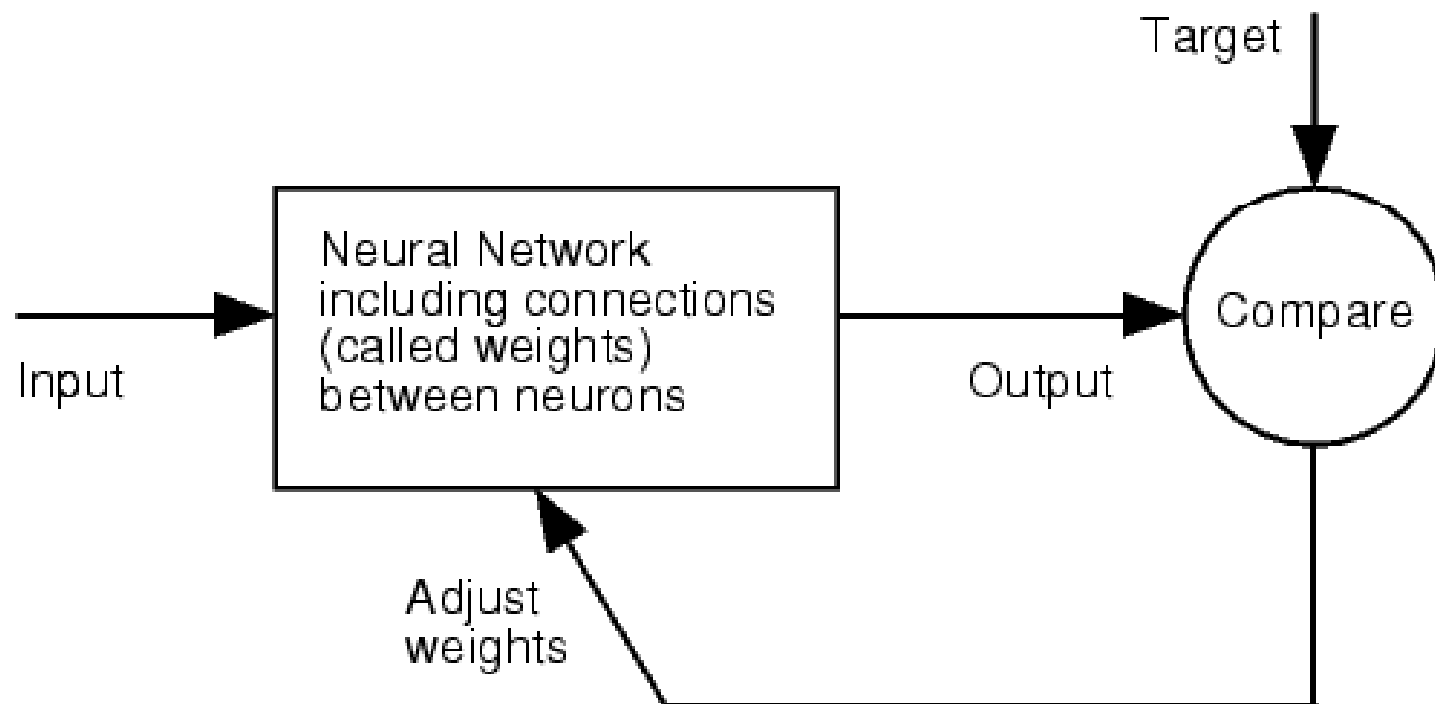 Target
Neural Network
including connections
(called weights)
between neurons
Compare
Input
Output
Adjust
weights